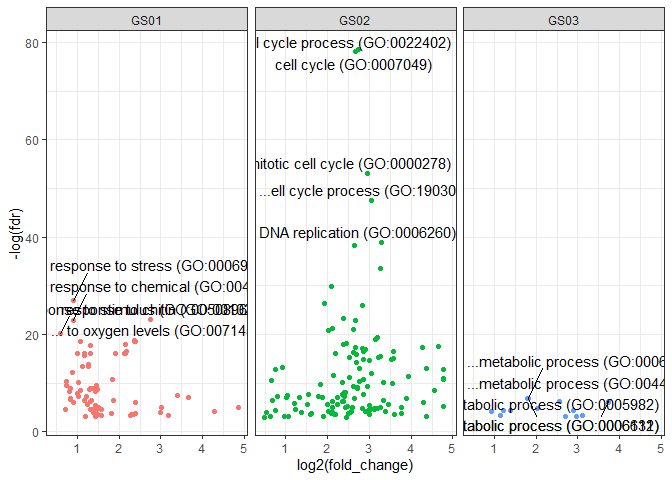 GS01
GS02
GS03
80
60
40
20
0
-log(fdr)
l cycle process (GO:0022402)
cell cycle (GO:0007049)
mitotic cell cycle (GO:0000278)
...ell cycle process (GO:19030
DNA replication (GO:0006260)
response to stress (GO:00069
response to chemical (GO:004
... to oxygen levels (GO:00714
...metabolic process (GO:0006
...metabolic process (GO:0044
tabolic process (GO:0005982)
tabolic process
1 2 3 4 5
1 2 3 4 5
1 2 3 4 5
log2(fold_change)